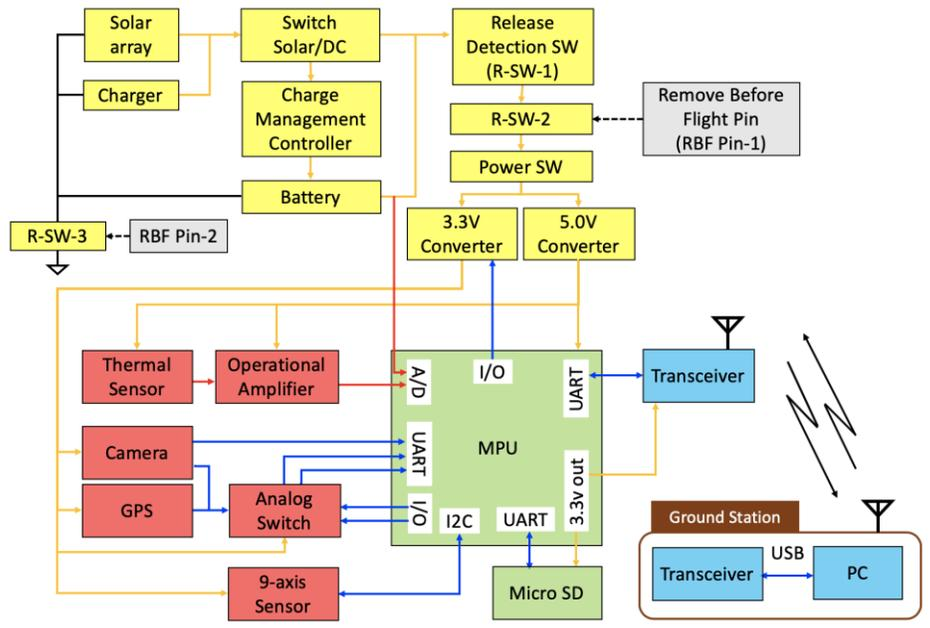 Solar
array
Switch
Solar/DC
Release
Detection SW
(R-SW-1)
Charger
Charge
Management
Controller
R-SW-2
Remove Before
Flight Pin
(RBF Pin-1)
Power SW
Battery
R-SW-3
RBF Pin-2
3.3V
Converter
5.0V
Converter
Thermal
Sensor
Operational
Amplifier
A/D
I/O
UART
Transceiver
Camera
UART
MPU
GPS
Analog
Switch
I/O
I2C
UART
3.3v out
9-axis
Sensor
Micro SD
Ground Station
Transceiver
USB
PC